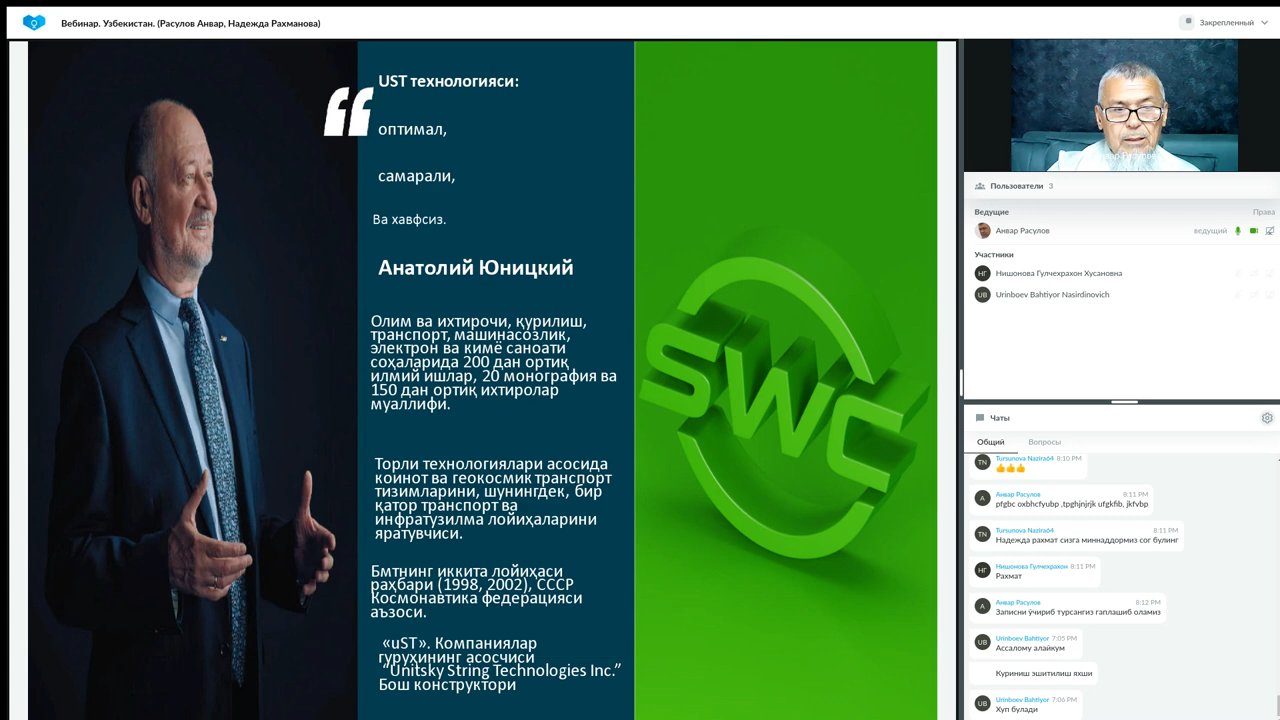 Вебинар. Узбекистан. (Расулов Анвар, Надежда Рахманова)
Закрепленный
UST технологияси:
оптимал,
самарали,
Ва хавфсиз.
Анатолий Юницкий
Олим ва ихтирочи, қурилиш,
транспорт, машинасозлик,
электрон ва кимё саноати
соҳаларида 200 дан ортиқ
илмий ишлар, 20 монография ва
150 дан ортиқ ихтиролар
муаллифи.
Торли технологиялари асосида
коинот ва геокосмик транспорт
тизимларини, шунингдек, бир
қатор транспорт ва
инфратузилма лойиҳаларини
яратувчиси.
Бмтнинг иккита лойиҳаси
раҳбари (1998, 2002), СССР
Космонавтика федерацияси
аъзоси.
«uST». Компаниялар
гуруҳининг асосчиси
“Unitsky String Technologies Inc.”
Бош конструктори
SWC
Пользователи 3
Ведущие
Права
Анвар Расулов
ведущий
Участники
НГ
Нишонова Гулчехрахон Хусановна
UB
Urinboev Bahtiyor Nasirdinovich
Чаты
Общий
Вопросы
TN
Tursunova Nazira64 8:10 PM
A
Анвар Расулов 8:11 PM
pfgbc oxbhcfyubp ,tpghjnjrjk ufgkfib, jkfvbp
TN
Tursunova Nazira64 8:11 PM
Надежда рахмат сизга миннаддормиз сог булинг
НГ
Нишонова Гулчехрахон 8:11 PM
Рахмат
A
Анвар Расулов 8:12 PM
Записни ўчириб турсангиз гаплашиб оламиз
UB
Urinboev Bahtiyor 7:05 PM
Ассалому алайкум
Куриниш эшитилиш яхши
UB
Urinboev Bahtiyor 7:06 PM
Хуп булади